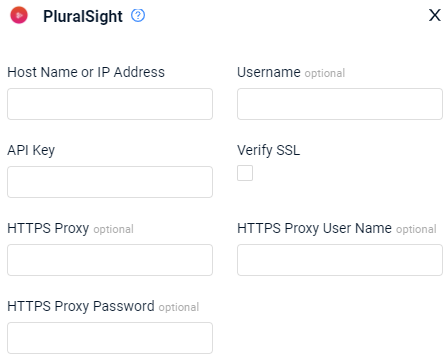 PluralSight ? X
Host Name or IP Address
Username optional
API Key
Verify SSL
HTTPS Proxy optional
HTTPS Proxy User Name optional
HTTPS Proxy Password optional